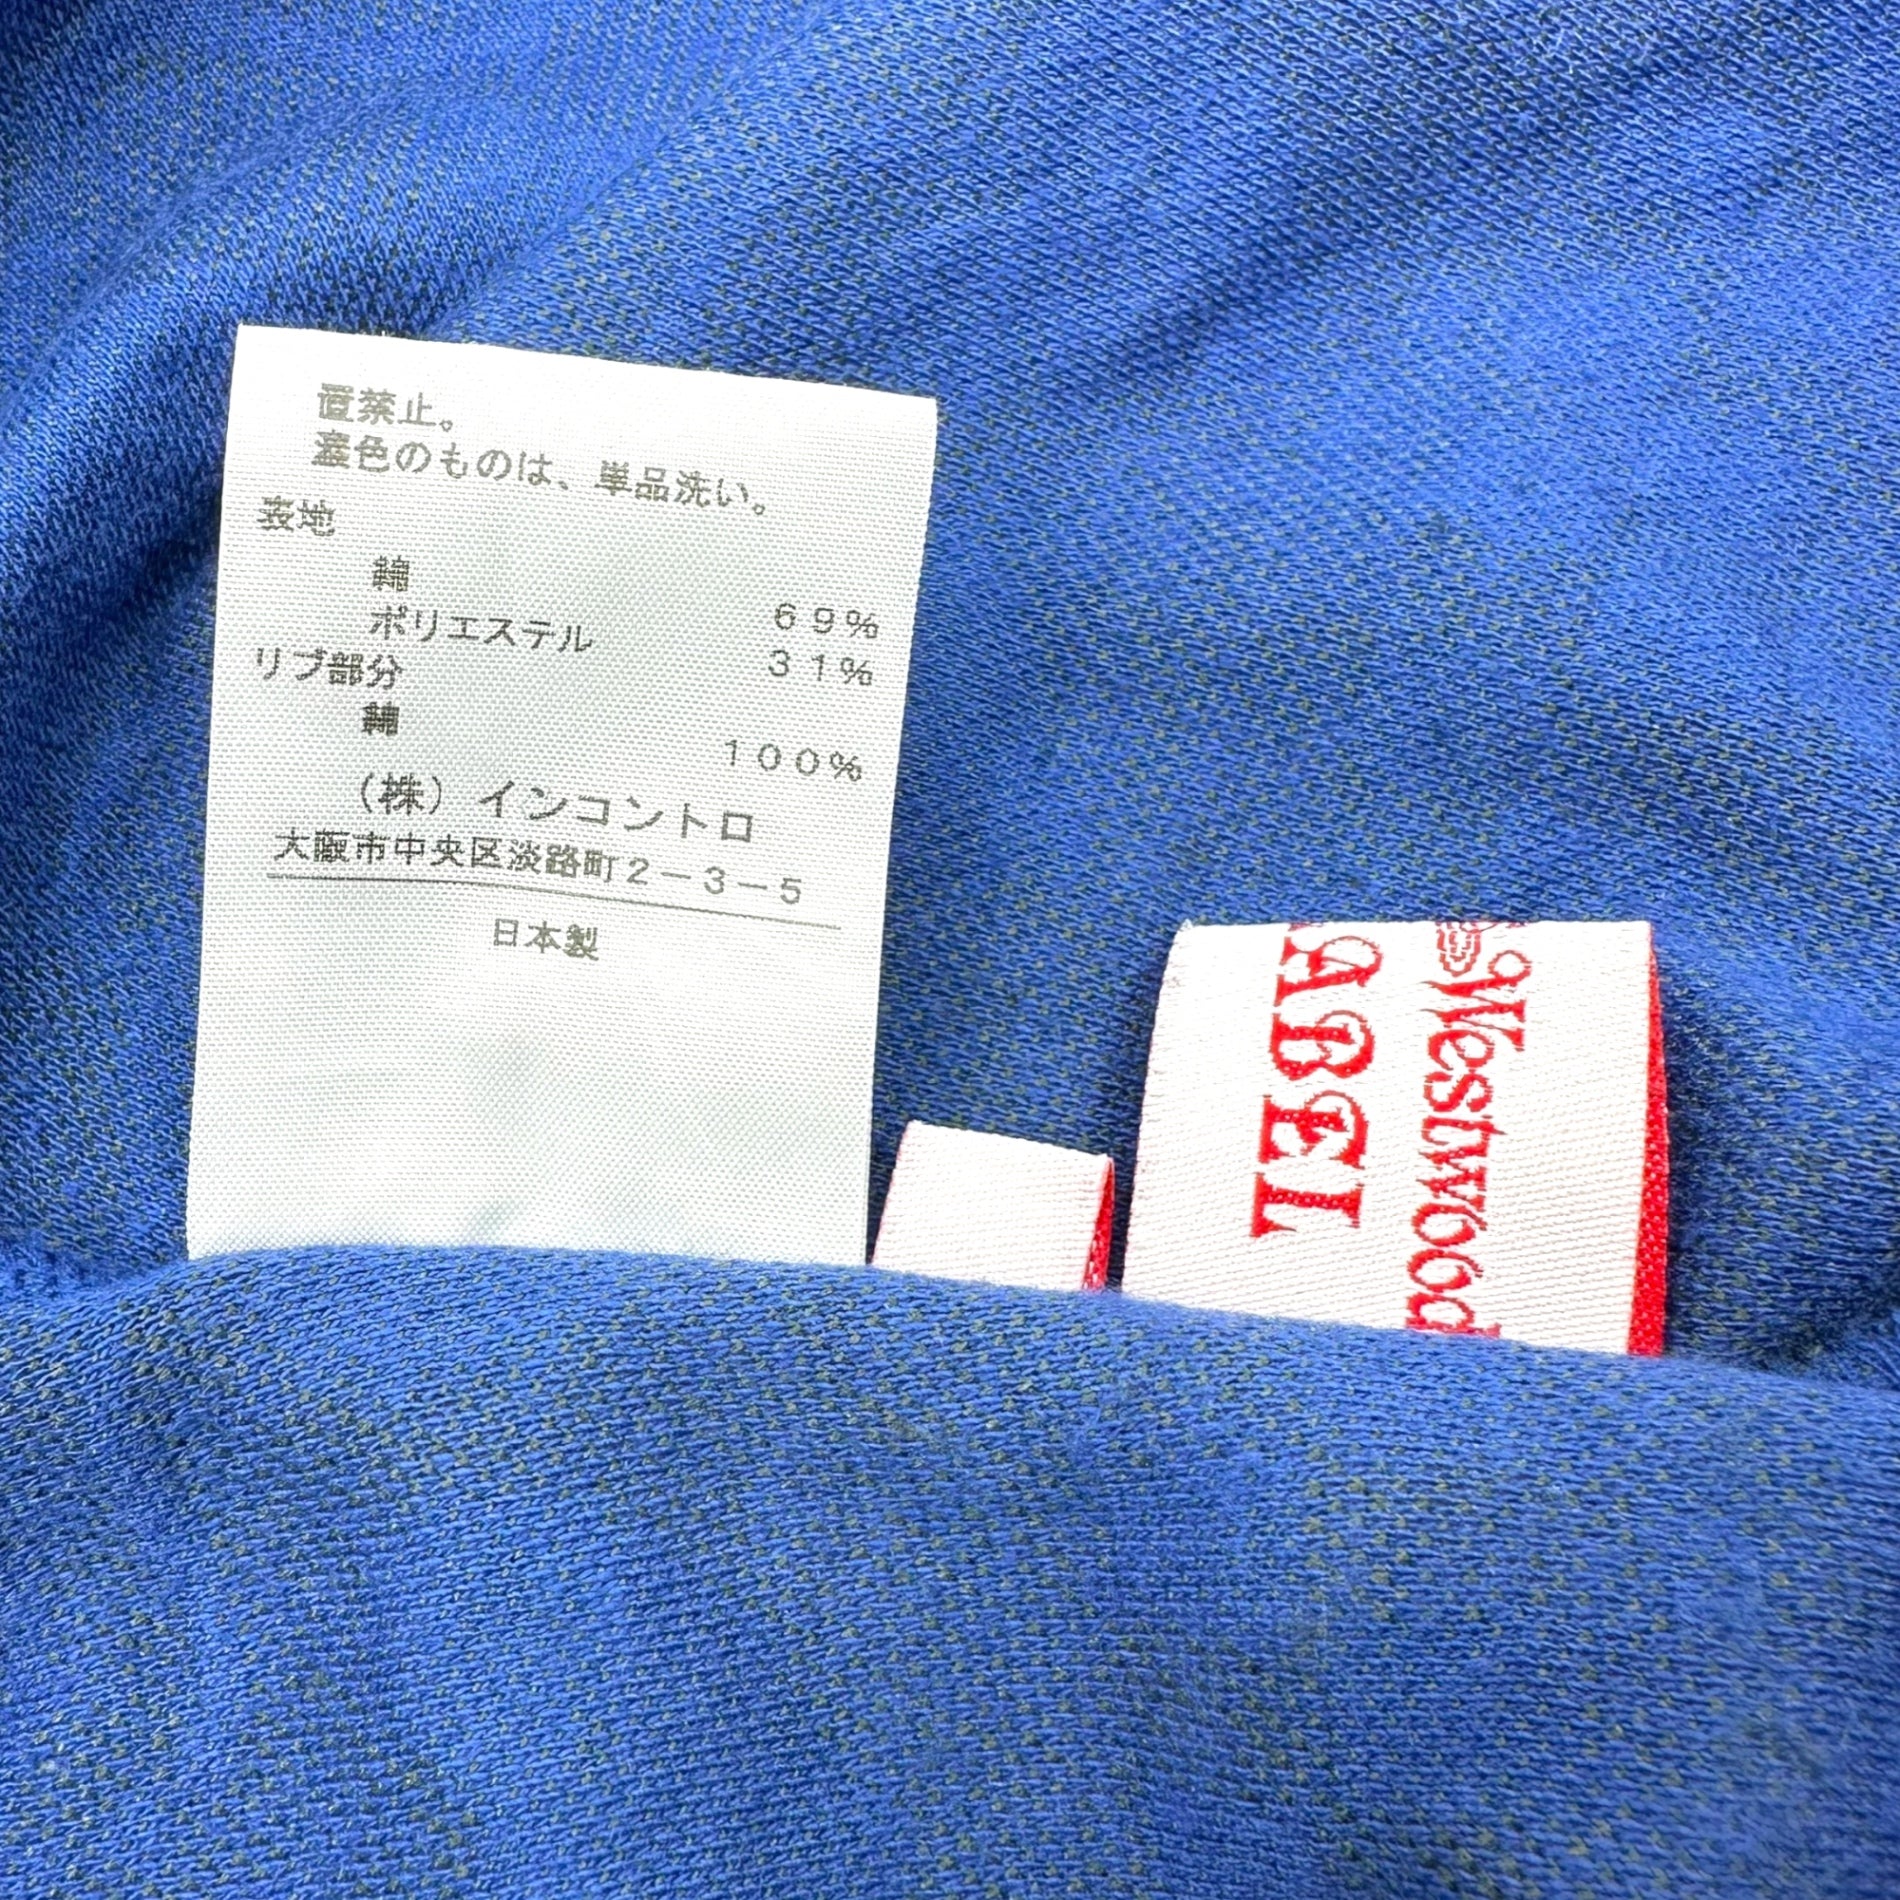 置禁止。
濃色のものは、単品洗い。
表地
綿 69%
ポリエステル 31%
リブ部分
綿 100%
(株)インコントロ
大阪市中央区淡路町2-3-5
日本製
Westwood
ABEL